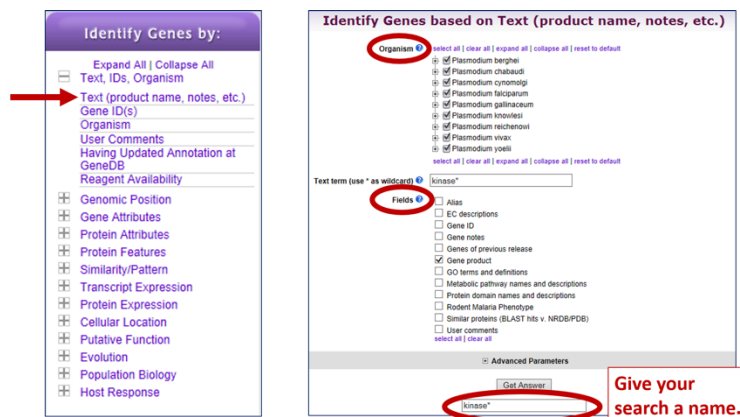 Identify Genes by:
Expand All | Collapse All
Text, IDs, Organism
Text (product name, notes, etc.)
Gene ID(s)
Organism
User Comments
Having Updated Annotation at
GeneDB
Reagent Availability
Genomic Position
Gene Attributes
Protein Attributes
Protein Features
Similarity/Pattern
Transcript Expression
Protein Expression
Cellular Location
Putative Function
Evolution
Population Biology
Host Response
Identify Genes based on Text (product name, notes, etc.)
Organism ? select all | clear all | expand all | collapse all | reset to default
Plasmodium berghei
Plasmodium chabaudi
Plasmodium cynomolgi
Plasmodium falciparum
Plasmodium gallinaceum
Plasmodium knowlesi
Plasmodium reichenowi
Plasmodium vivax
Plasmodium yoelii
select all | clear all | expand all | collapse all | reset to default
Text term (use * as wildcard) ? kinase*
Fields ? Alias
EC descriptions
Gene ID
Gene notes
Genes of previous release
Gene product
GO terms and definitions
Metabolic pathway names and descriptions
Protein domain names and descriptions
Rodent Malaria Phenotype
Similar proteins (BLAST hits v. NRDB/PDB)
User comments
select all | clear all
Advanced Parameters
Get Answer
kinase*
Give your
search a name.